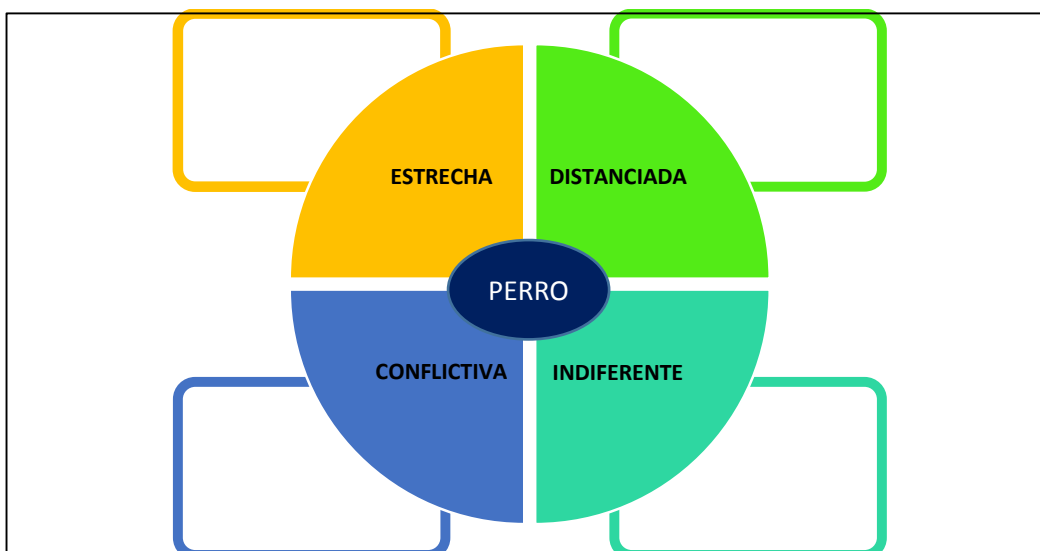 ESTRECHA
DISTANCIADA
PERRO
CONFLICTIVA
INDIFERENTE